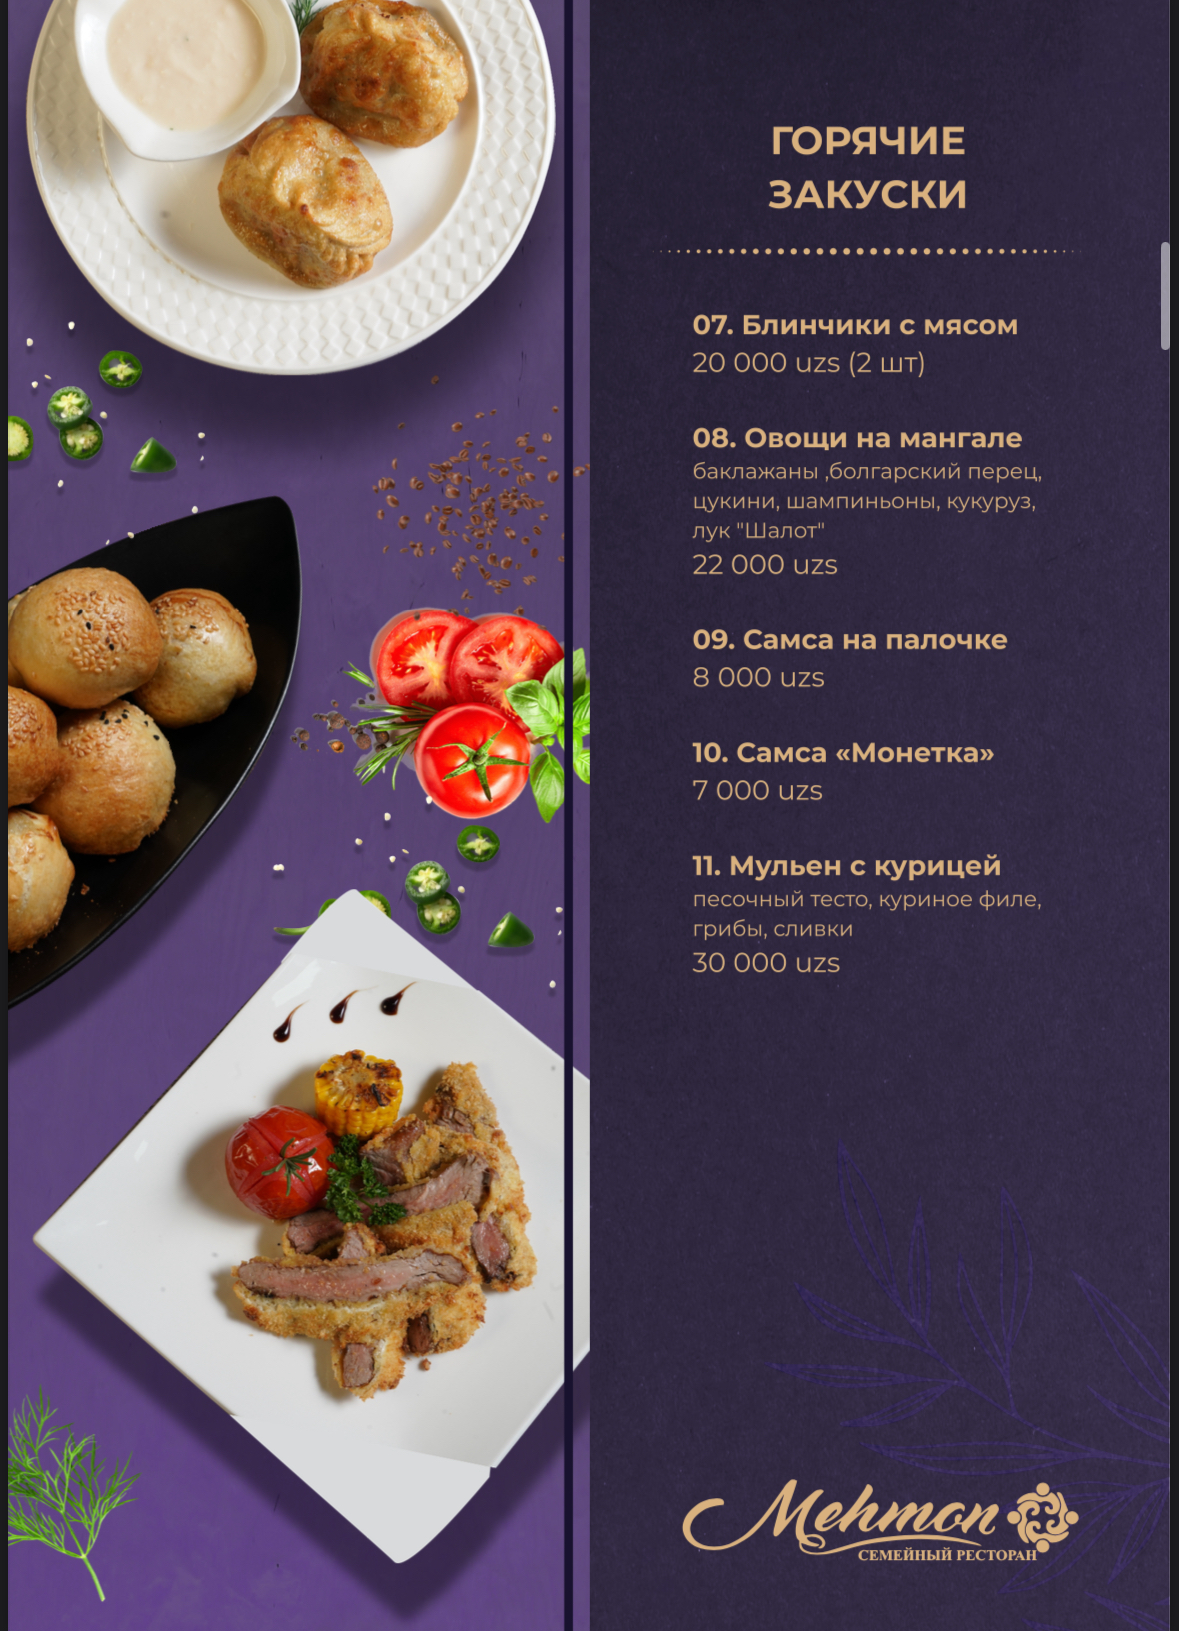 ГОРЯЧИЕ
ЗАКУСКИ
07. Блинчики с мясом
20 000 uzs (2 шт)
08. Овощи на мангале
баклажаны ,болгарский перец,
цукини, шампиньоны, кукуруз,
лук "Шалот"
22 000 uzs
09. Самса на палочке
8 000 uzs
10. Самса «Монетка»
7 000 uzs
11. Мульен с курицей
песочный тесто, куриное филе,
грибы, сливки
30 000 uzs
Mehmon
СЕМЕЙНЫЙ РЕСТОРАН